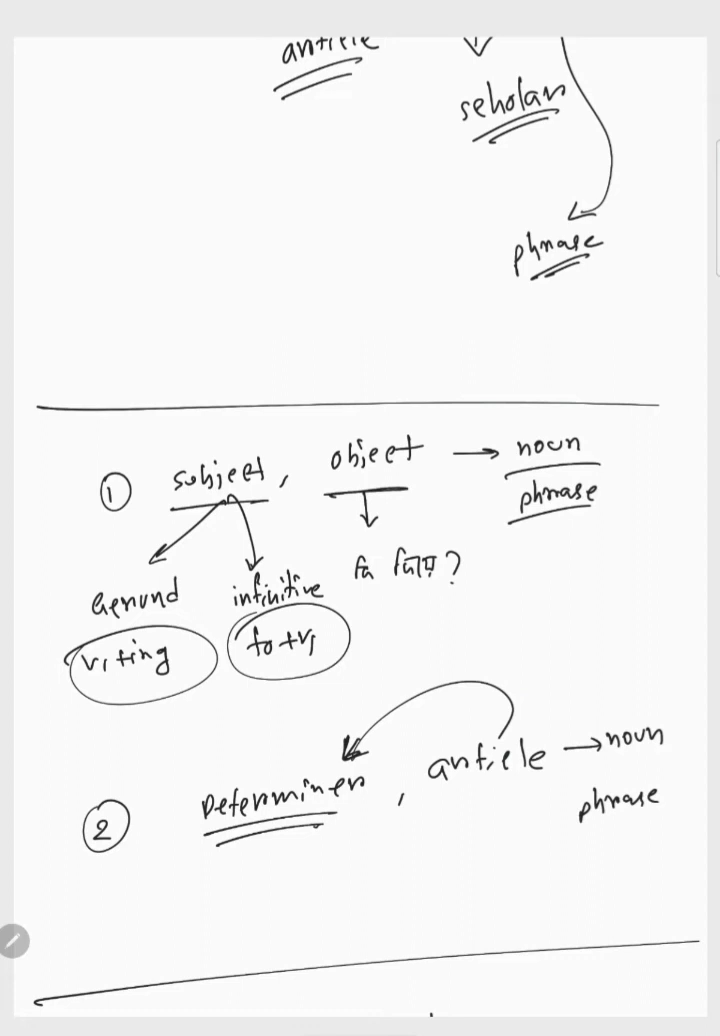 article
scholar
phrase
① subject, object → noun
phrase
Gerund infinitive
v₁+ing to+v₁
② Determiner, article → noun
phrase